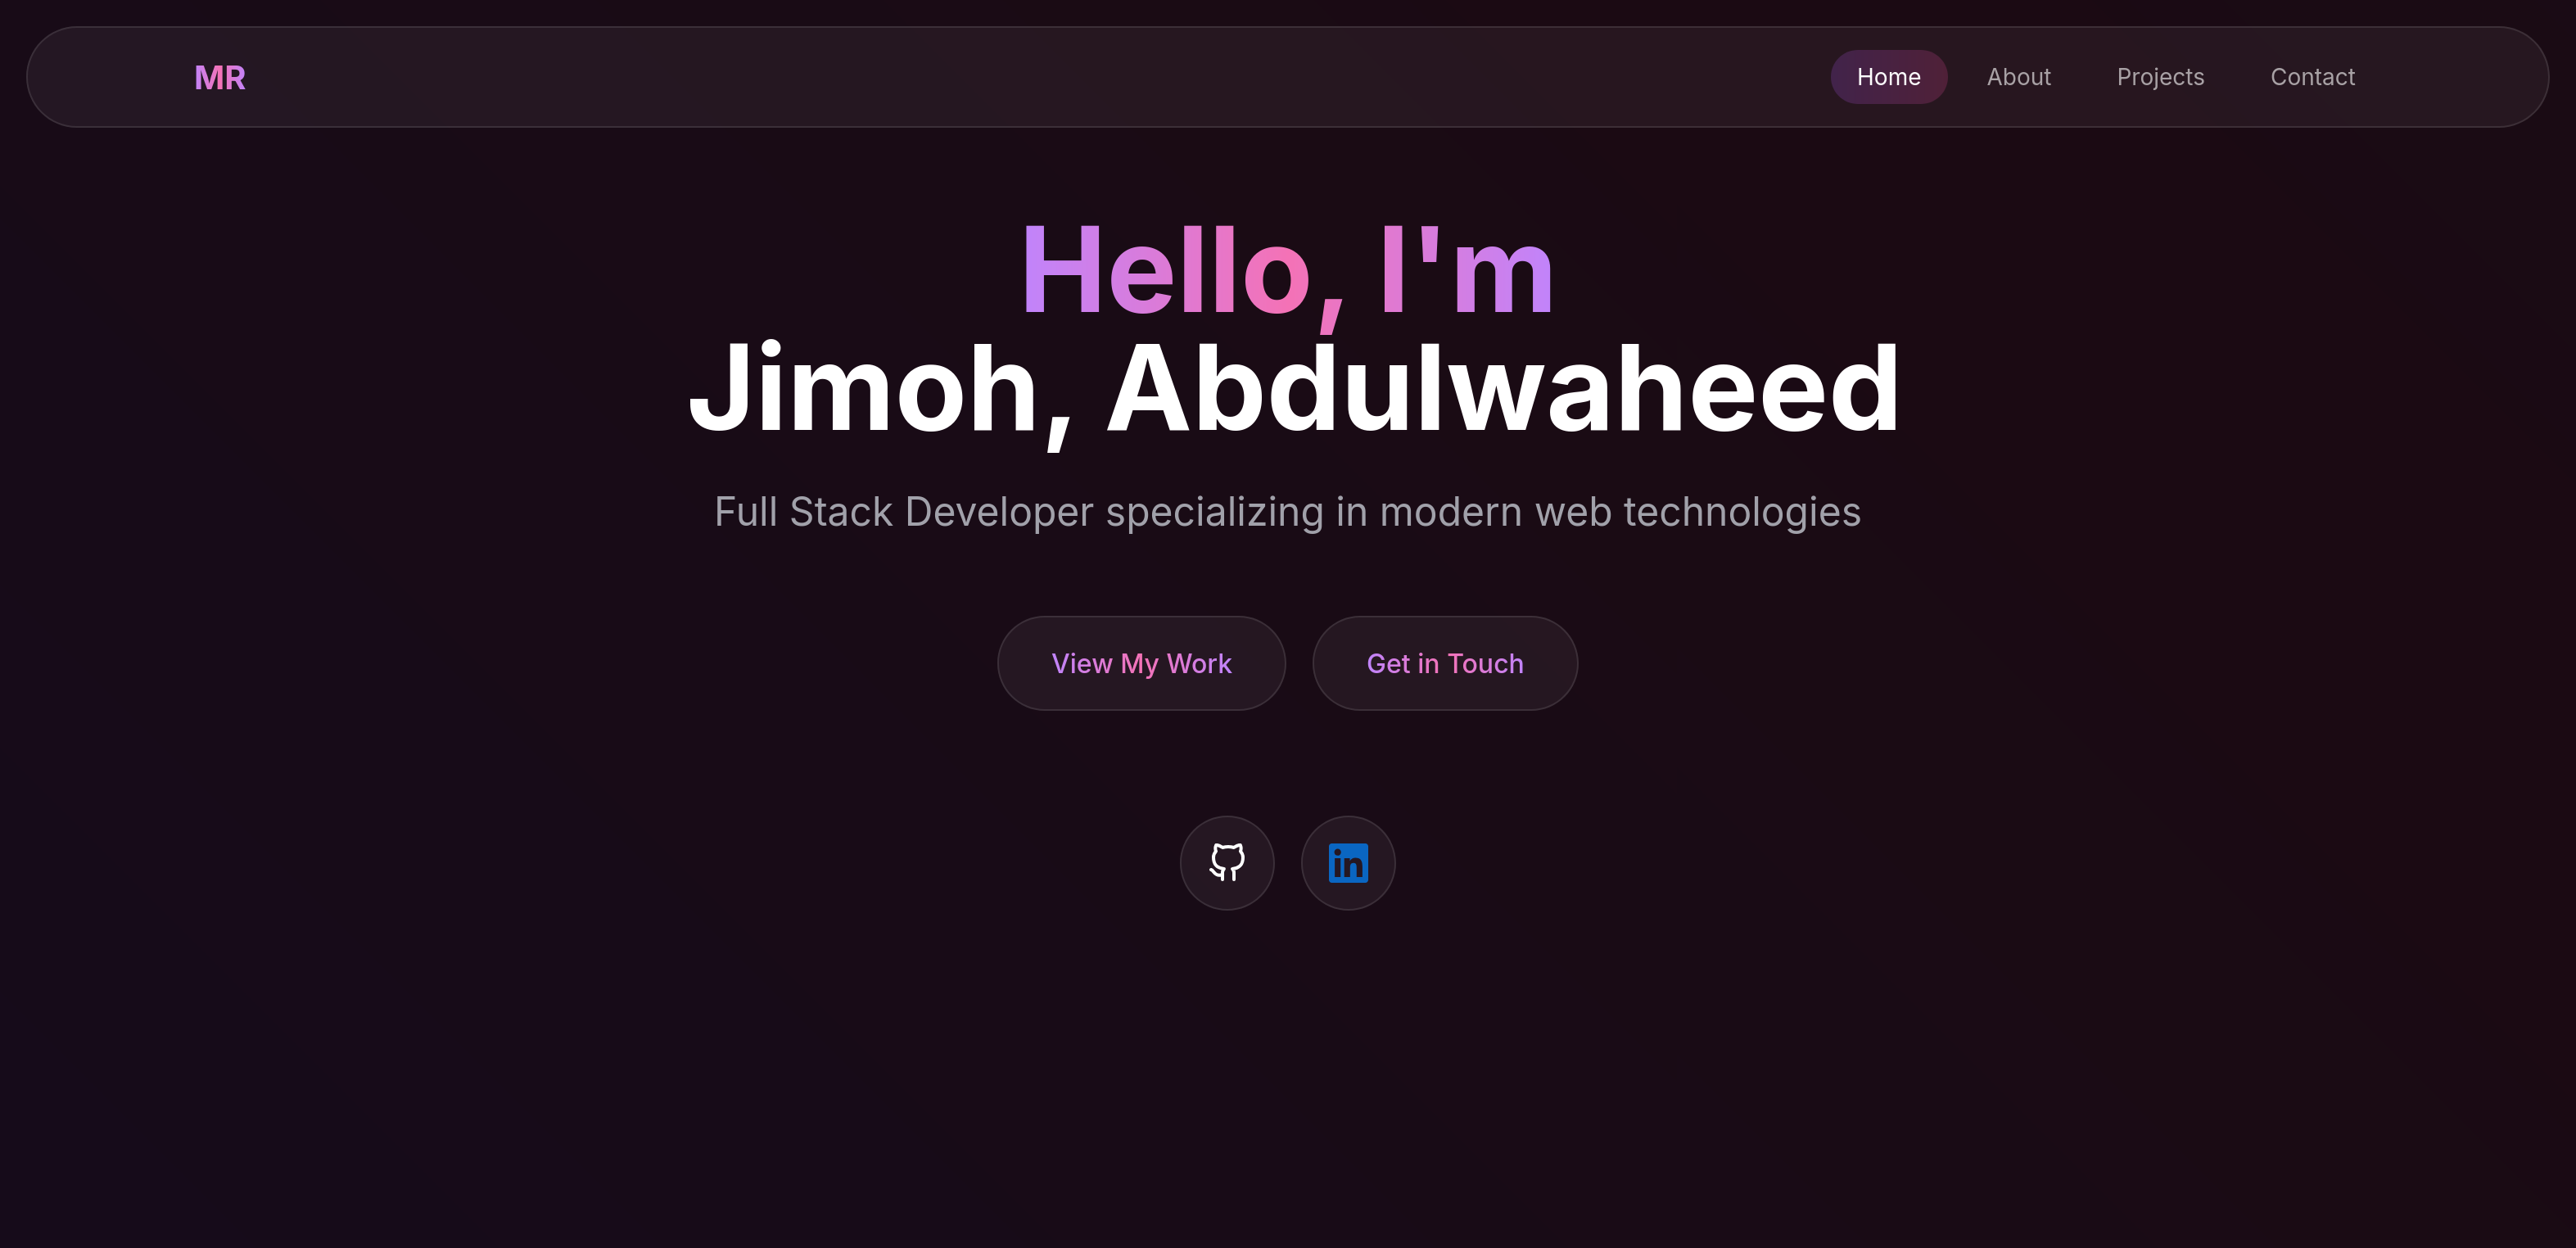 MR
Home
About
Projects
Contact
Hello, I'm
Jimoh, Abdulwaheed
Full Stack Developer specializing in modern web technologies
View My Work
Get in Touch
in